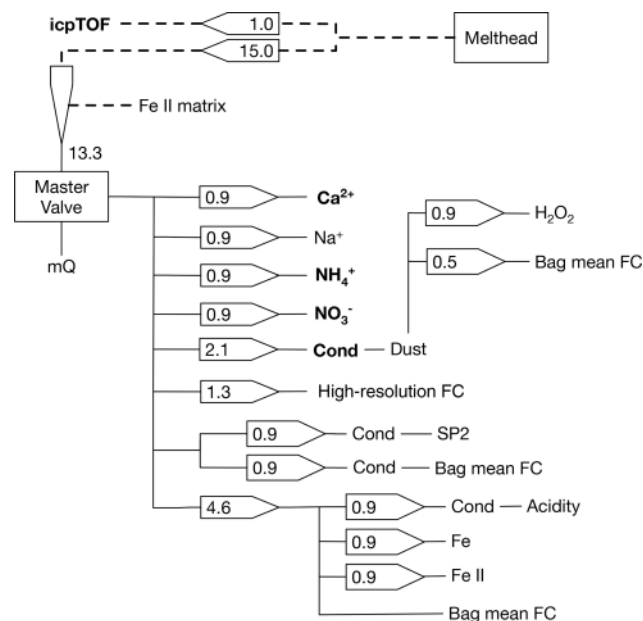 icpTOF
1.0
Melthead
15.0
Fe II matrix
13.3
Master
Valve
mQ
0.9
Ca²⁺
0.9
H₂O₂
0.9
Na⁺
0.5
Bag mean FC
0.9
NH₄⁺
0.9
NO₃⁻
2.1
Cond
Dust
1.3
High-resolution FC
0.9
Cond
SP2
0.9
Cond
Bag mean FC
4.6
0.9
Cond
Acidity
0.9
Fe
0.9
Fe II
Bag mean FC